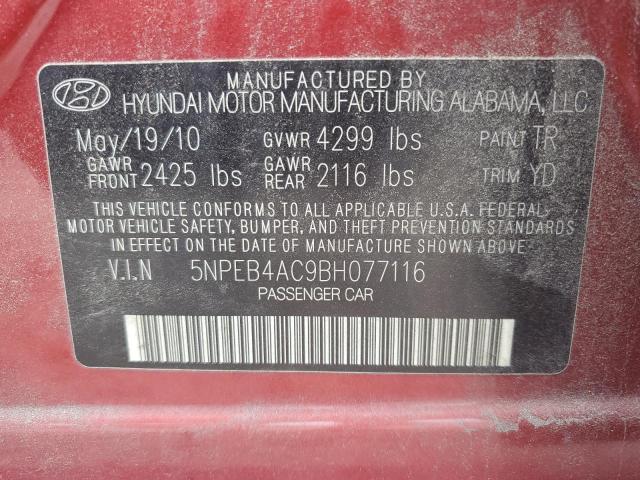 MANUFACTURED BY
HYUNDAI MOTOR MANUFACTURING ALABAMA, LLC
May/19/10 GVWR 4299 lbs PAINT TR
GAWR FRONT 2425 lbs GAWR REAR 2116 lbs TRIM YD
THIS VEHICLE CONFORMS TO ALL APPLICABLE U.S.A. FEDERAL
MOTOR VEHICLE SAFETY, BUMPER, AND THEFT PREVENTION STANDARDS
IN EFFECT ON THE DATE OF MANUFACTURE SHOWN ABOVE.
V.I.N 5NPEB4AC9BH077116
PASSENGER CAR